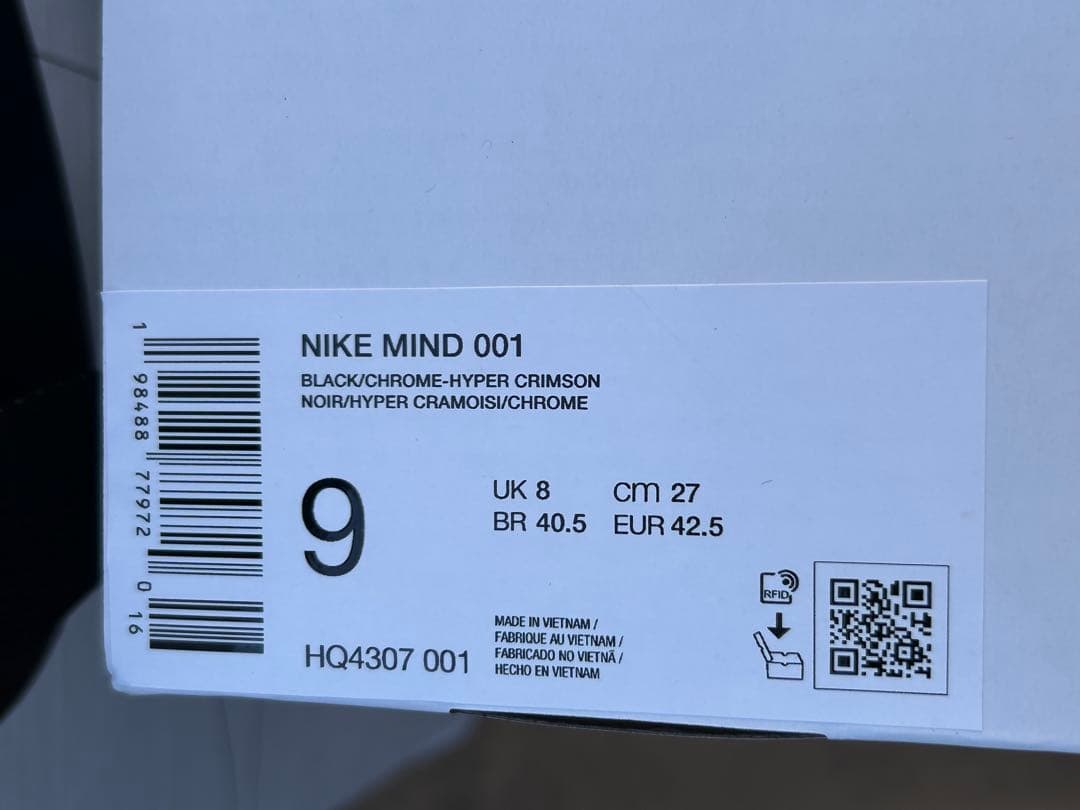 NIKE MIND 001
BLACK/CHROME-HYPER CRIMSON
NOIR/HYPER CRAMOISI/CHROME
9
UK 8 cm 27
BR 40.5 EUR 42.5
HQ4307 001
MADE IN VIETNAM /
FABRIQUE AU VIETNAM /
FABRICADO NO VIETNÃ /
HECHO EN VIETNAM
RFID
1 98488 77972 0 16